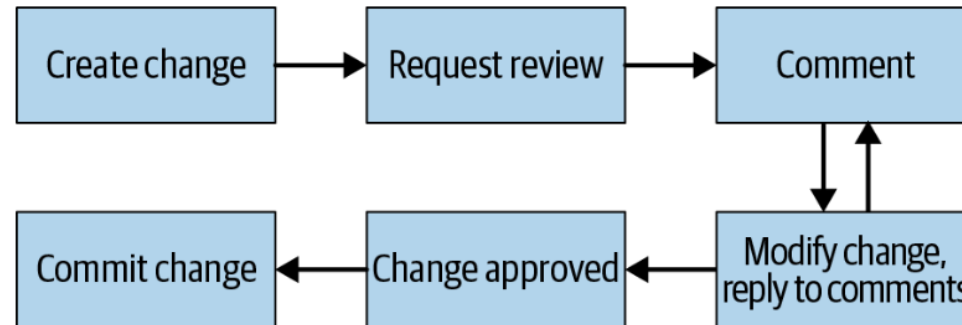 Create change
Request review
Comment
Commit change
Change approved
Modify change,
reply to comments